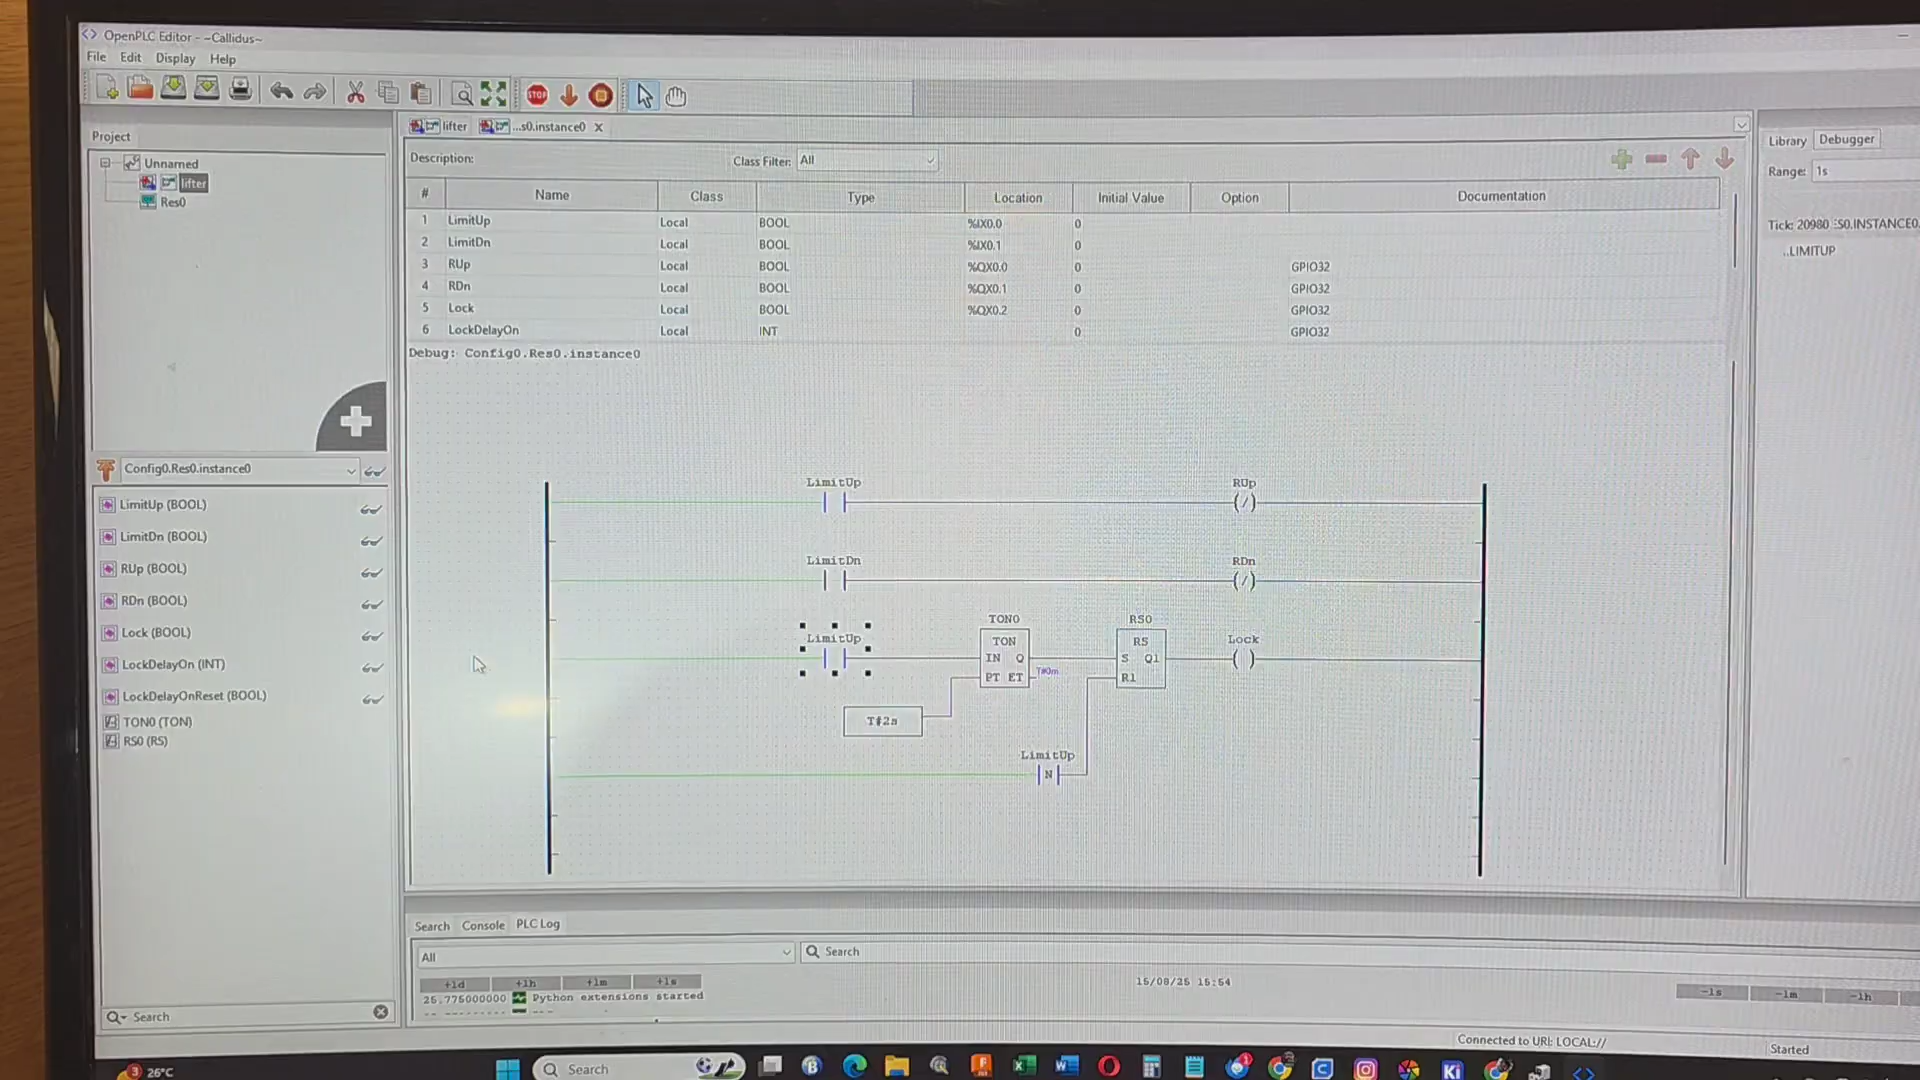 OpenPLC Editor - ~Callidus~
File Edit Display Help
STOP
Project
Unnamed
lifter
Res0
lifter ...s0.instance0
Description: Class Filter: All
# Name Class Type Location Initial Value Option Documentation
1 LimitUp Local BOOL %IX0.0 0
2 LimitDn Local BOOL %IX0.1 0
3 RUp Local BOOL %QX0.0 0 GPIO32
4 RDn Local BOOL %QX0.1 0 GPIO32
5 Lock Local BOOL %QX0.2 0 GPIO32
6 LockDelayOn Local INT 0 GPIO32
Debug: Config0.Res0.instance0
Library Debugger
Range: 1s
Tick: 20980
..LIMITUP
Config0.Res0.instance0
LimitUp (BOOL)
LimitDn (BOOL)
RUp (BOOL)
RDn (BOOL)
Lock (BOOL)
LockDelayOn (INT)
LockDelayOnReset (BOOL)
TON0 (TON)
RS0 (RS)
Search
LimitUp RUp
LimitDn RDn
TON0 RS0
LimitUp TON RS Lock
IN Q S Q1
PT ET T#0m R1
T#2s
LimitUp
N
Search Console PLC Log
All Search
+1d +1h +1m +1s 15/08/25 15:54 -1s -1m -1h
25.775000000 Python extensions started
Connected to URI: LOCAL://
Started
3 26°C
Search